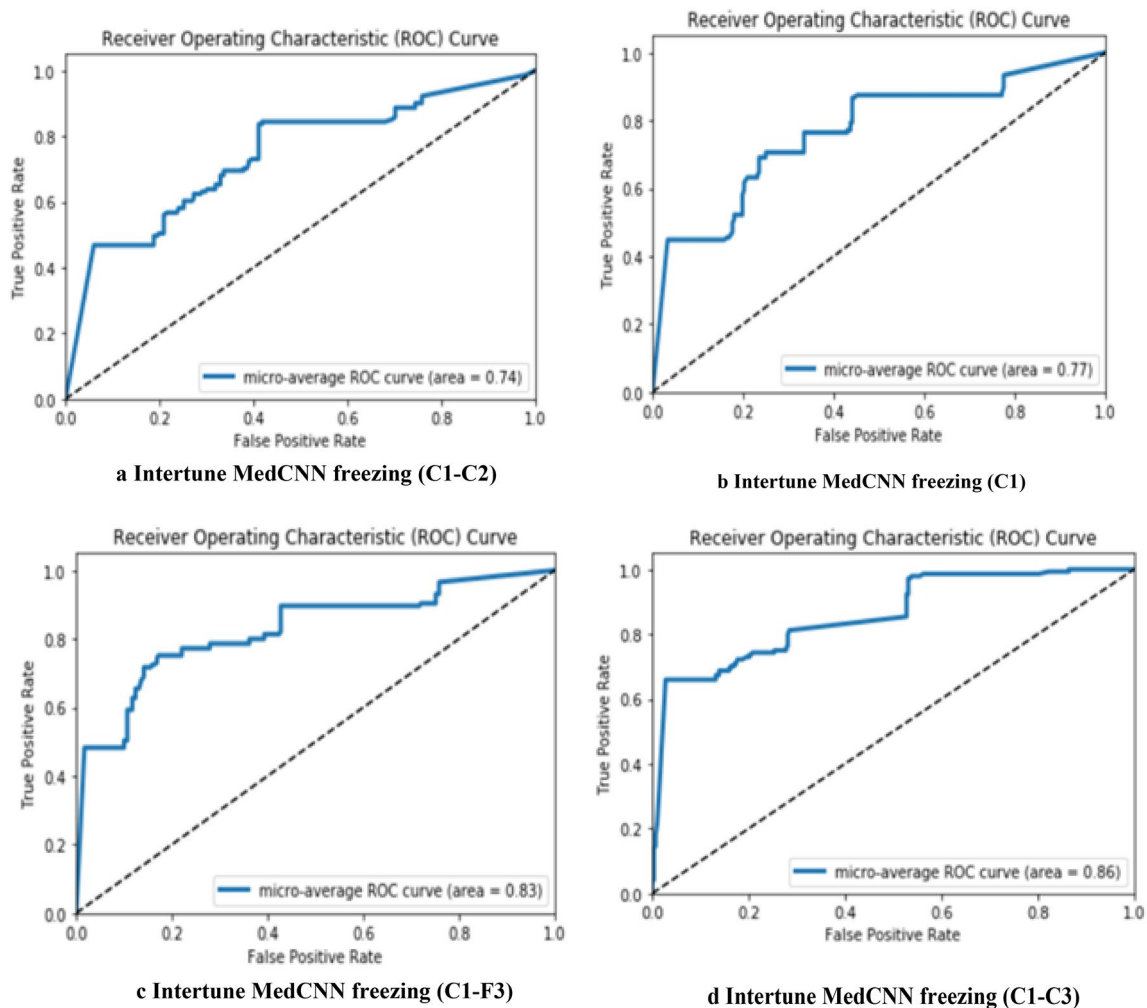 Receiver Operating Characteristic (ROC) Curve
True Positive Rate
1.0
0.8
0.6
0.4
0.2
0.0
micro-average ROC curve (area = 0.74)
0.0 0.2 0.4 0.6 0.8 1.0
False Positive Rate
a Intertune MedCNN freezing (C1-C2)
Receiver Operating Characteristic (ROC) Curve
True Positive Rate
1.0
0.8
0.6
0.4
0.2
0.0
micro-average ROC curve (area = 0.77)
0.0 0.2 0.4 0.6 0.8 1.0
False Positive Rate
b Intertune MedCNN freezing (C1)
Receiver Operating Characteristic (ROC) Curve
True Positive Rate
1.0
0.8
0.6
0.4
0.2
0.0
micro-average ROC curve (area = 0.83)
0.0 0.2 0.4 0.6 0.8 1.0
False Positive Rate
c Intertune MedCNN freezing (C1-F3)
Receiver Operating Characteristic (ROC) Curve
True Positive Rate
1.0
0.8
0.6
0.4
0.2
0.0
micro-average ROC curve (area = 0.86)
0.0 0.2 0.4 0.6 0.8 1.0
False Positive Rate
d Intertune MedCNN freezing (C1-C3)